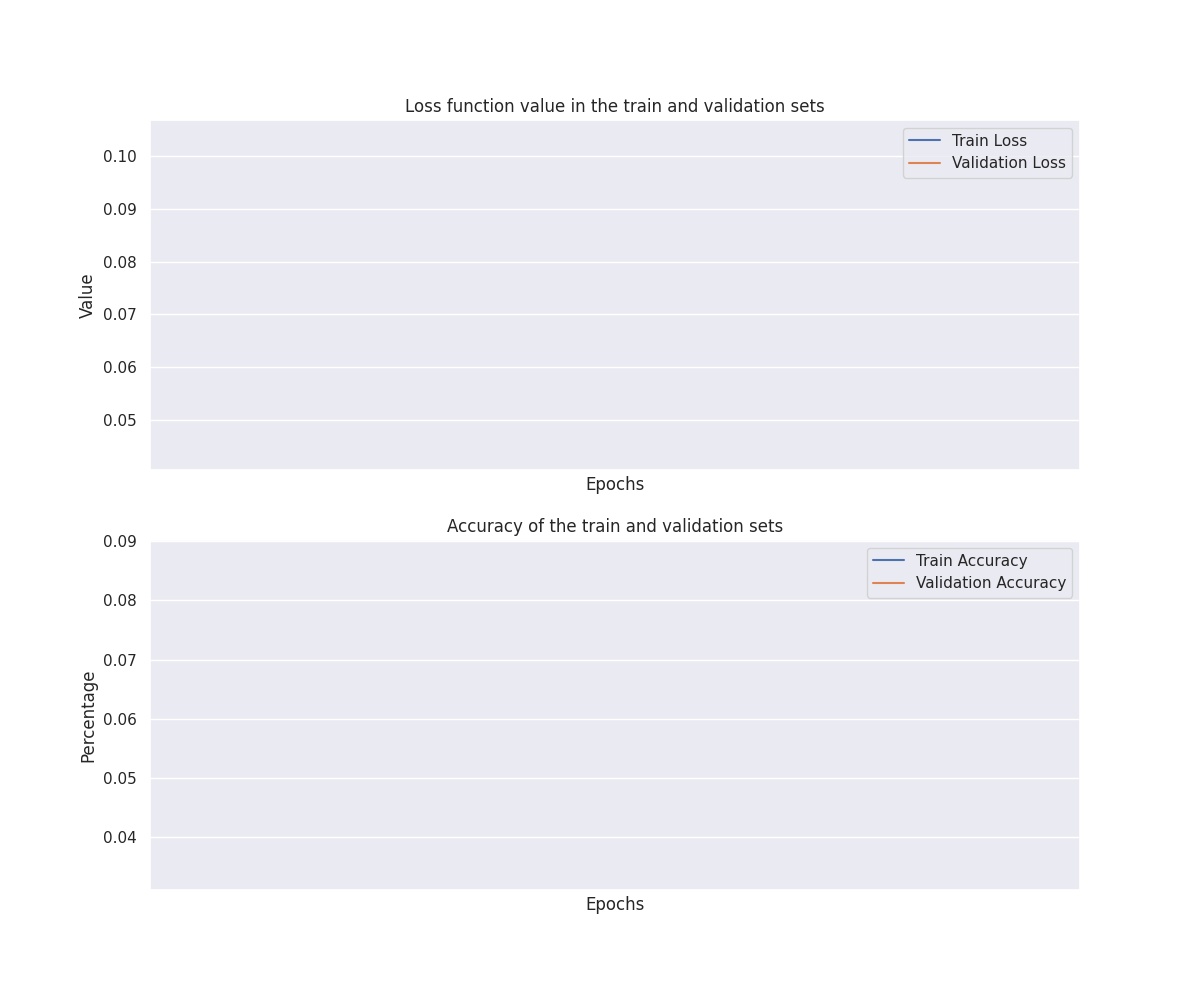 Loss function value in the train and validation sets
Train Loss
Validation Loss
0.10
0.09
0.08
0.07
0.06
0.05
Value
Epochs
Accuracy of the train and validation sets
Train Accuracy
Validation Accuracy
0.09
0.08
0.07
0.06
0.05
0.04
Percentage
Epochs